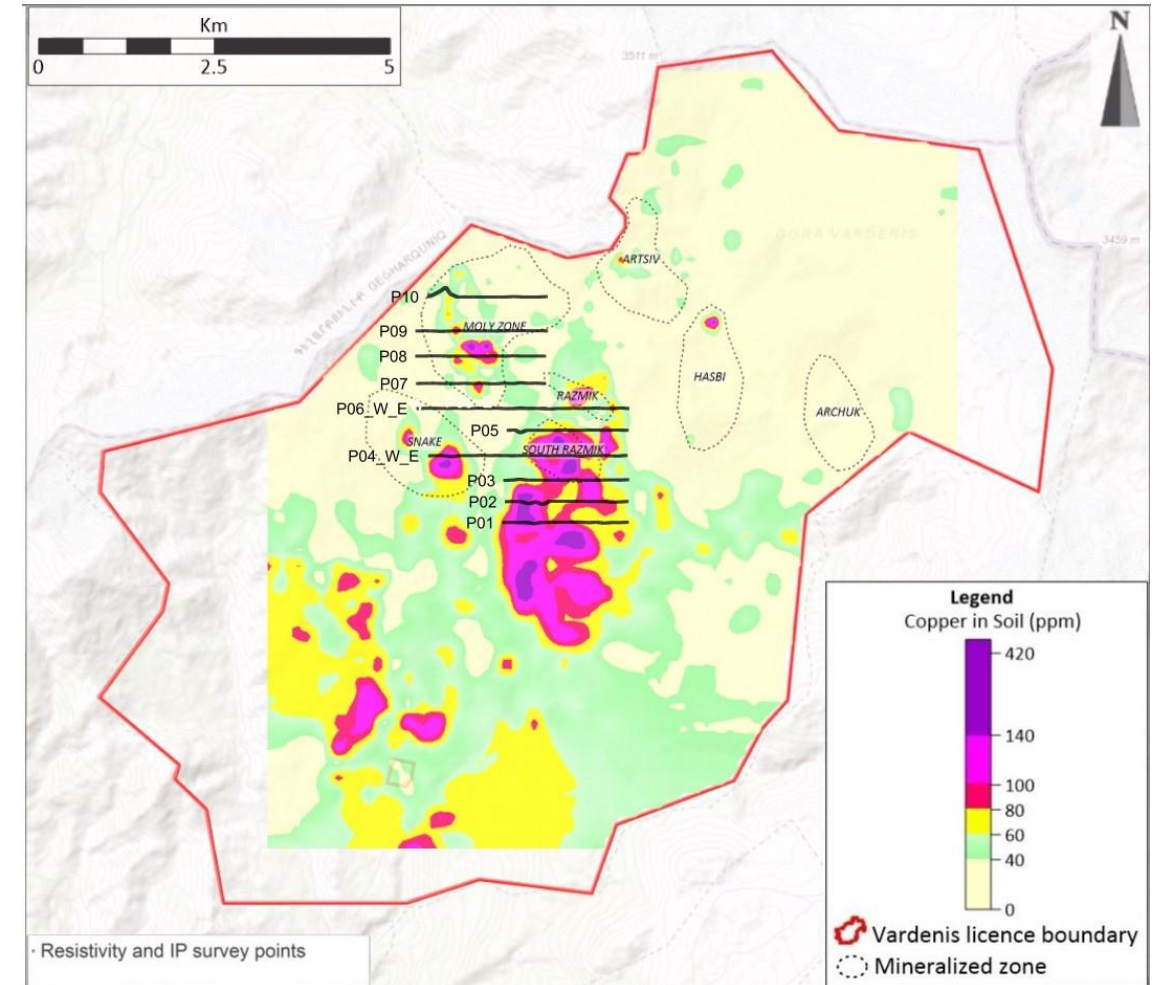 Km
0 2.5 5
N
3511 m
GORA VARDENIS
3459 m
ARTSIV
P10
MOLY ZONE
P09
P08
P07
HASBI
RAZMIK
P06_W_E
ARCHUK
P05
SNAKE
SOUTH RAZMIK
P04_W_E
P03
P02
P01
Legend
Copper in Soil (ppm)
420
140
100
80
60
40
0
Vardenis licence boundary
Mineralized zone
· Resistivity and IP survey points